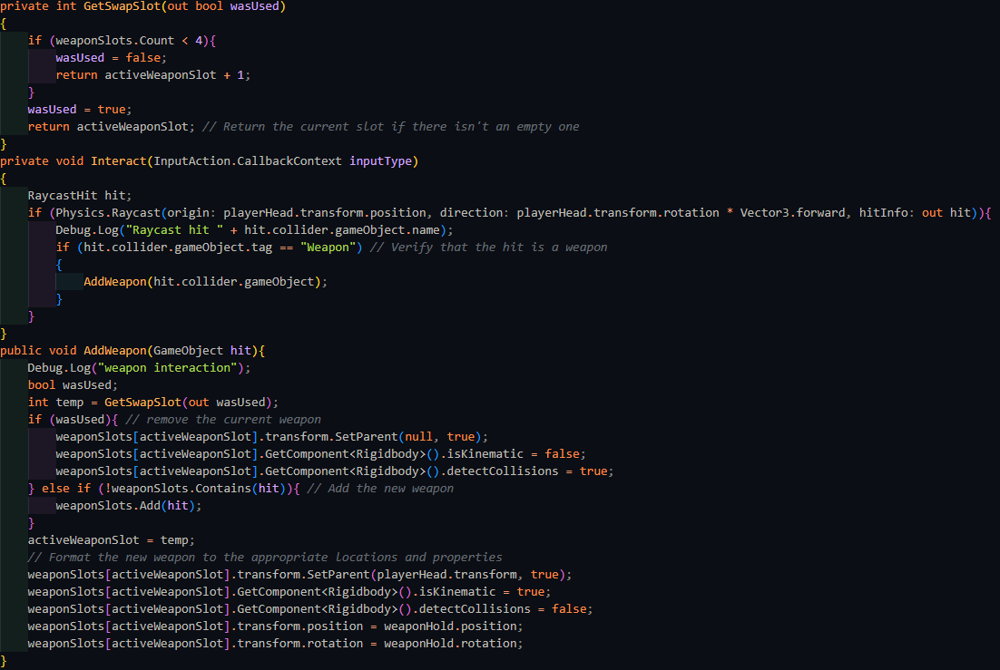 private int GetSwapSlot(out bool wasUsed)
{
    if (weaponSlots.Count < 4){
        wasUsed = false;
        return activeWeaponSlot + 1;
    }
    wasUsed = true;
    return activeWeaponSlot; // Return the current slot if there isn't an empty one
}
private void Interact(InputAction.CallbackContext inputType)
{
    RaycastHit hit;
    if (Physics.Raycast(origin: playerHead.transform.position, direction: playerHead.transform.rotation * Vector3.forward, hitInfo: out hit)){
        Debug.Log("Raycast hit " + hit.collider.gameObject.name);
        if (hit.collider.gameObject.tag == "Weapon") // Verify that the hit is a weapon
        {
            AddWeapon(hit.collider.gameObject);
        }
    }
}
public void AddWeapon(GameObject hit){
    Debug.Log("weapon interaction");
    bool wasUsed;
    int temp = GetSwapSlot(out wasUsed);
    if (wasUsed){ // remove the current weapon
        weaponSlots[activeWeaponSlot].transform.SetParent(null, true);
        weaponSlots[activeWeaponSlot].GetComponent<Rigidbody>().isKinematic = false;
        weaponSlots[activeWeaponSlot].GetComponent<Rigidbody>().detectCollisions = true;
    } else if (!weaponSlots.Contains(hit)){ // Add the new weapon
        weaponSlots.Add(hit);
    }
    activeWeaponSlot = temp;
    // Format the new weapon to the appropriate locations and properties
    weaponSlots[activeWeaponSlot].transform.SetParent(playerHead.transform, true);
    weaponSlots[activeWeaponSlot].GetComponent<Rigidbody>().isKinematic = true;
    weaponSlots[activeWeaponSlot].GetComponent<Rigidbody>().detectCollisions = false;
    weaponSlots[activeWeaponSlot].transform.position = weaponHold.position;
    weaponSlots[activeWeaponSlot].transform.rotation = weaponHold.rotation;
}